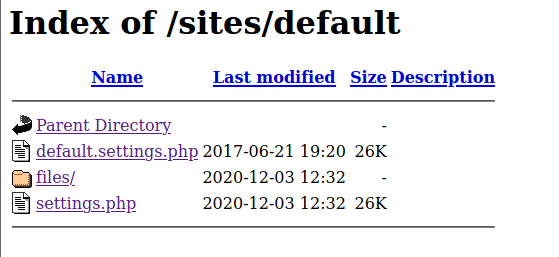 Index of /sites/default
Name Last modified Size Description
Parent Directory -
default.settings.php 2017-06-21 19:20 26K
files/ 2020-12-03 12:32 -
settings.php 2020-12-03 12:32 26K